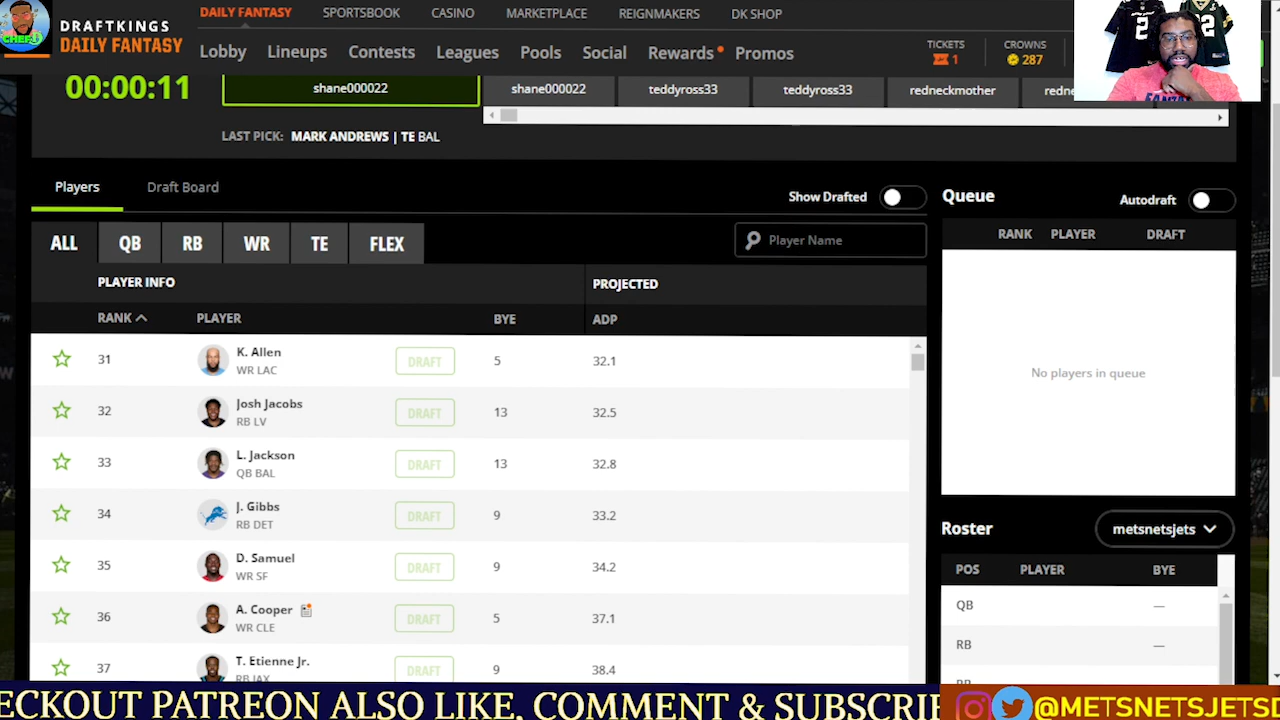 CHEF
DRAFTKINGS
DAILY FANTASY
DAILY FANTASY SPORTSBOOK CASINO MARKETPLACE REIGNMAKERS DK SHOP
Lobby Lineups Contests Leagues Pools Social Rewards Promos
TICKETS
1
CROWNS
287
00:00:11
shane000022 shane000022 teddyross33 teddyross33 redneckmother redne
LAST PICK: MARK ANDREWS | TE BAL
Players Draft Board
Show Drafted
ALL QB RB WR TE FLEX
Player Name
PLAYER INFO PROJECTED
RANK PLAYER BYE ADP
31 K. Allen WR LAC DRAFT 5 32.1
32 Josh Jacobs RB LV DRAFT 13 32.5
33 L. Jackson QB BAL DRAFT 13 32.8
34 J. Gibbs RB DET DRAFT 9 33.2
35 D. Samuel WR SF DRAFT 9 34.2
36 A. Cooper WR CLE DRAFT 5 37.1
37 T. Etienne Jr. RB JAX DRAFT 9 38.4
Queue
Autodraft
RANK PLAYER DRAFT
No players in queue
Roster
metsnetsjets
POS PLAYER BYE
QB —
RB —
RB
ECKOUT PATREON ALSO LIKE, COMMENT & SUBSCRIB
@METSNETSJETSD